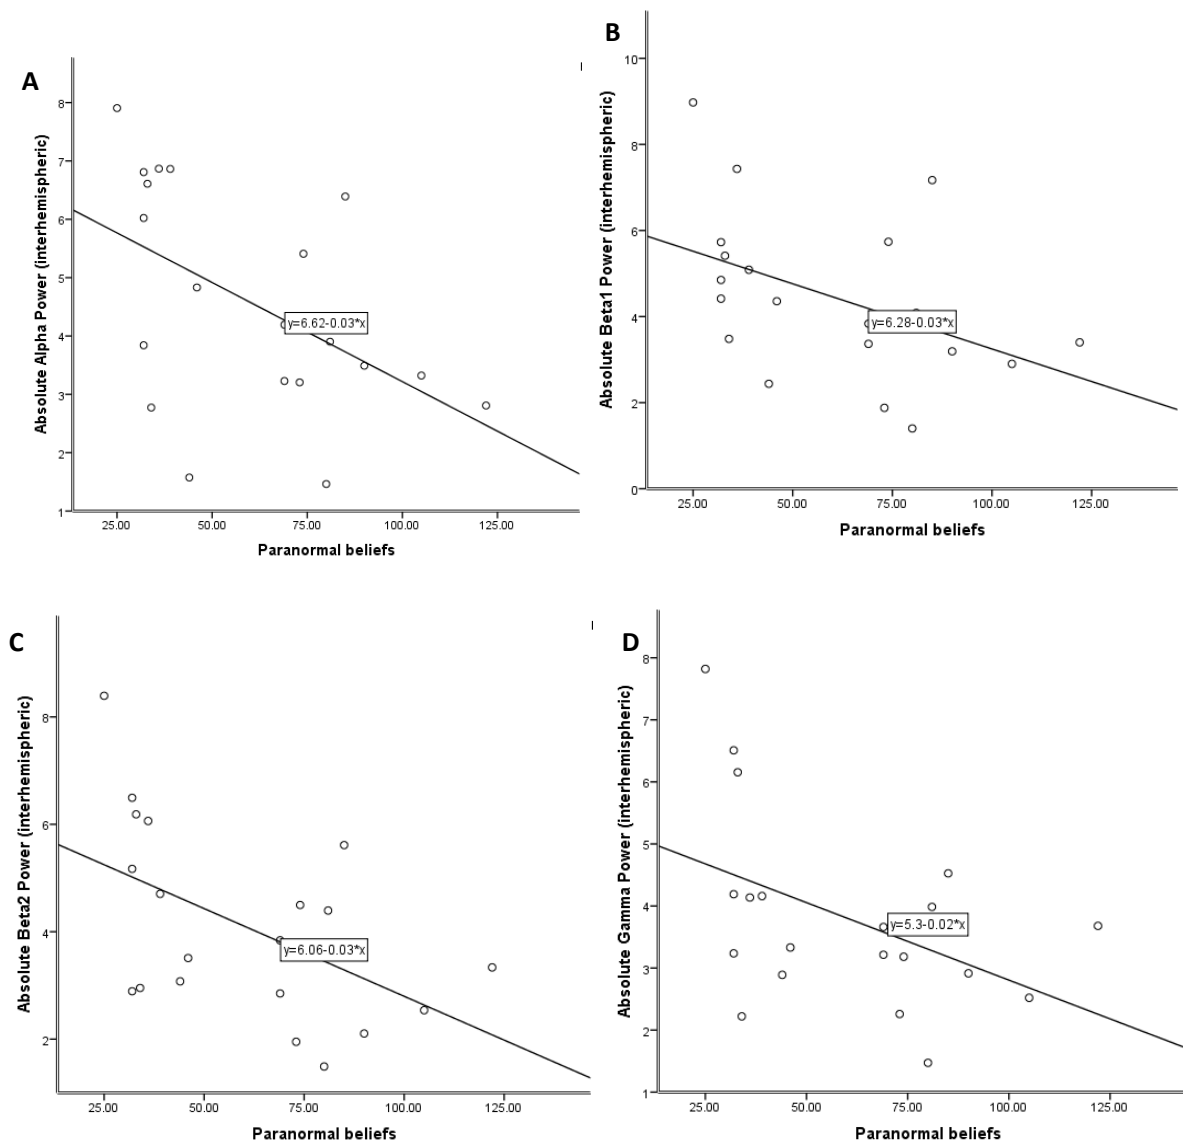 A
Absolute Alpha Power (interhemispheric)
8
7
6
5
4
3
2
1
y=6.62-0.03*x
25.00 50.00 75.00 100.00 125.00
Paranormal beliefs
B
Absolute Beta1 Power (interhemispheric)
10
8
6
4
2
0
y=6.28-0.03*x
25.00 50.00 75.00 100.00 125.00
Paranormal beliefs
C
Absolute Beta2 Power (interhemispheric)
8
6
4
2
y=6.06-0.03*x
25.00 50.00 75.00 100.00 125.00
Paranormal beliefs
D
Absolute Gamma Power (interhemispheric)
8
7
6
5
4
3
2
1
y=5.3-0.02*x
25.00 50.00 75.00 100.00 125.00
Paranormal beliefs